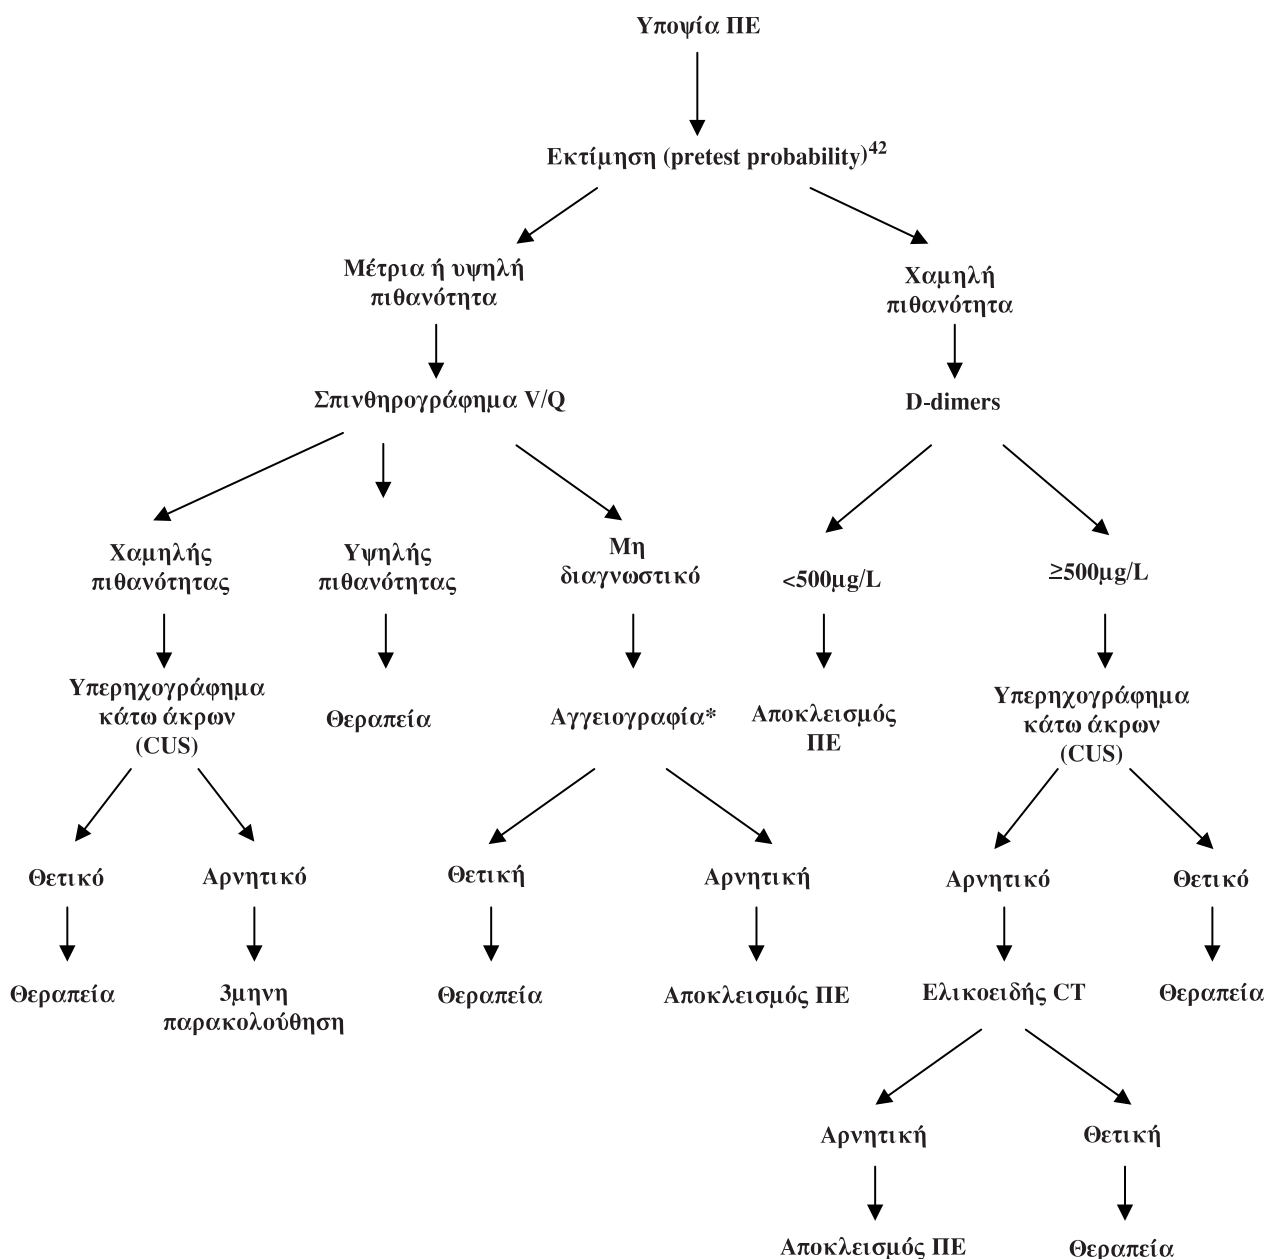 Υποψία ΠΕ
Εκτίμηση (pretest probability)42
Μέτρια ή υψηλή
πιθανότητα
Χαμηλή
πιθανότητα
Σπινθηρογράφημα V/Q
D-dimers
Χαμηλής
πιθανότητας
Υψηλής
πιθανότητας
Μη
διαγνωστικό
<500μg/L
≥500μg/L
Υπερηχογράφημα
κάτω άκρων
(CUS)
Θεραπεία
Αγγειογραφία*
Αποκλεισμός
ΠΕ
Υπερηχογράφημα
κάτω άκρων
(CUS)
Θετικό
Αρνητικό
Θετική
Αρνητική
Αρνητικό
Θετικό
Θεραπεία
3μηνη
παρακολούθηση
Θεραπεία
Αποκλεισμός ΠΕ
Ελικοειδής CT
Θεραπεία
Αρνητική
Θετική
Αποκλεισμός ΠΕ
Θεραπεία